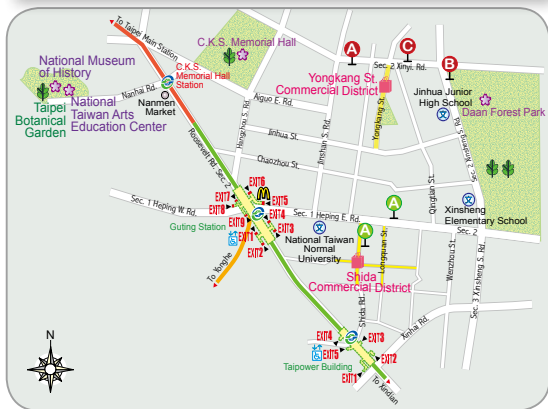 To Taipei Main Station
C.K.S. Memorial Hall
A
C
Sec. 2 Xinyi. Rd.
B
National Museum
of History
C.K.S.
Memorial Hall
Station
Yongkang St.
Commercial District
Jinhua Junior
High School
Daan Forest Park
Nanhai Rd.
Nanmen
Market
Taipei
Botanical
Garden
National
Taiwan Arts
Education Center
Aiguo E. Rd.
Yongkang St.
Hangzhou S. Rd.
Jinhua St.
Jinshan S. Rd.
Sec. 2 Xinsheng S. Rd.
Roosevelt Rd. Sec. 2
Chaozhou St.
Qingtian St.
EXIT6
EXIT7
EXIT5
EXIT8
Sec. 1 Heping W. Rd.
EXIT9
EXIT4
Sec. 1 Heping E. Rd.
A
Xinsheng
Elementary School
Sec. 2
Guting Station
EXIT1
EXIT3
EXIT2
National Taiwan
Normal
University
A
Longquan St.
Shida
Commercial District
Wenzhou St.
Sec. 3 Xinsheng S. Rd.
To Yonghe
Shida Rd.
Xinhai Rd.
N
EXIT4
EXIT3
EXIT5
EXIT2
Taipower Building
EXIT1
To Xindian